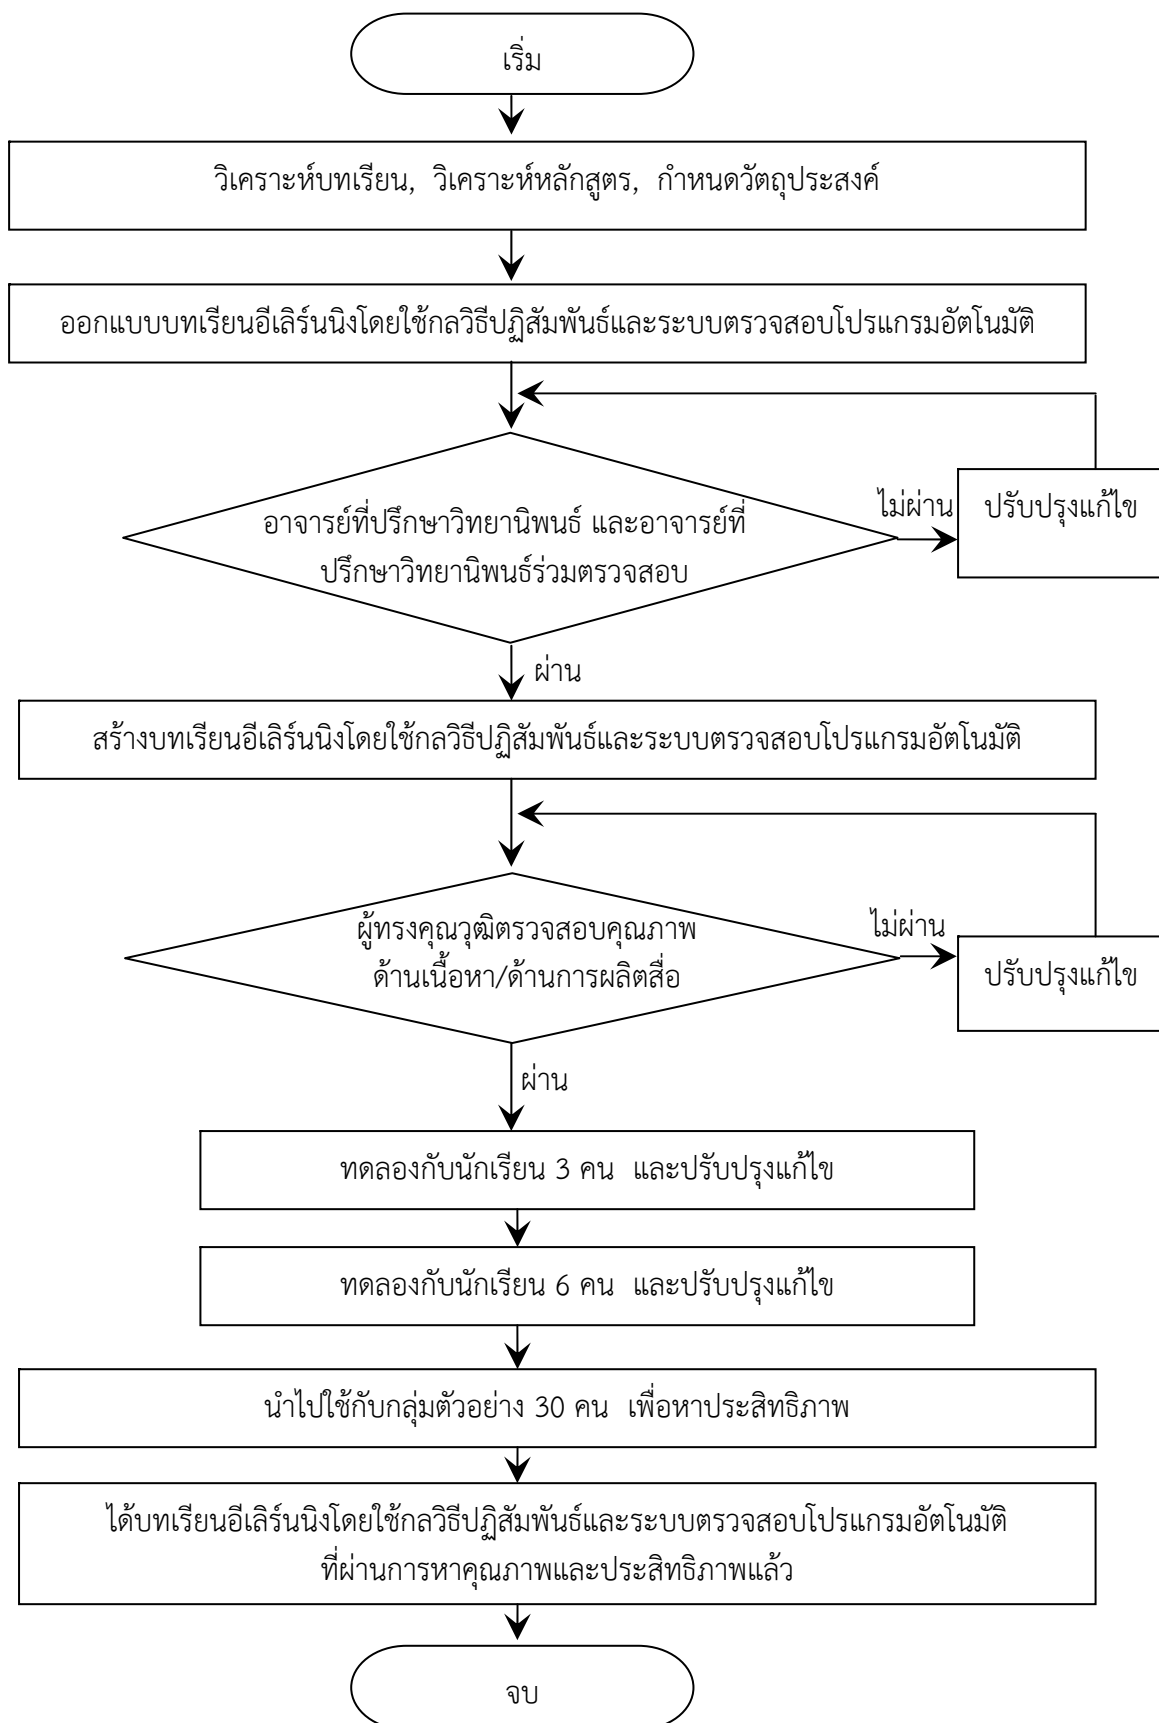 เริ่ม
วิเคราะห์บทเรียน, วิเคราะห์หลักสูตร, กำหนดวัตถุประสงค์
ออกแบบบทเรียนอีเลิร์นนิงโดยใช้กลวิธีปฏิสัมพันธ์และระบบตรวจสอบโปรแกรมอัตโนมัติ
อาจารย์ที่ปรึกษาวิทยานิพนธ์ และอาจารย์ที่
ปรึกษาวิทยานิพนธ์ร่วมตรวจสอบ
ไม่ผ่าน
ปรับปรุงแก้ไข
ผ่าน
สร้างบทเรียนอีเลิร์นนิงโดยใช้กลวิธีปฏิสัมพันธ์และระบบตรวจสอบโปรแกรมอัตโนมัติ
ผู้ทรงคุณวุฒิตรวจสอบคุณภาพ
ด้านเนื้อหา/ด้านการผลิตสื่อ
ไม่ผ่าน
ปรับปรุงแก้ไข
ผ่าน
ทดลองกับนักเรียน 3 คน และปรับปรุงแก้ไข
ทดลองกับนักเรียน 6 คน และปรับปรุงแก้ไข
นำไปใช้กับกลุ่มตัวอย่าง 30 คน เพื่อหาประสิทธิภาพ
ได้บทเรียนอีเลิร์นนิงโดยใช้กลวิธีปฏิสัมพันธ์และระบบตรวจสอบโปรแกรมอัตโนมัติ
ที่ผ่านการหาคุณภาพและประสิทธิภาพแล้ว
จบ